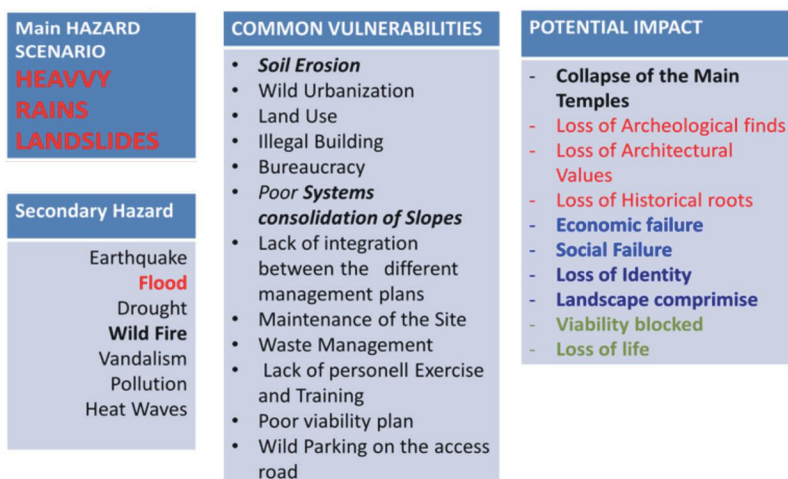 Main HAZARD
SCENARIO
HEAVVY
RAINS
LANDSLIDES
Secondary Hazard
Earthquake
Flood
Drought
Wild Fire
Vandalism
Pollution
Heat Waves
COMMON VULNERABILITIES
• Soil Erosion
• Wild Urbanization
• Land Use
• Illegal Building
• Bureaucracy
• Poor Systems
consolidation of Slopes
• Lack of integration
between the different
management plans
• Maintenance of the Site
• Waste Management
• Lack of personell Exercise
and Training
• Poor viability plan
• Wild Parking on the access
road
POTENTIAL IMPACT
- Collapse of the Main
Temples
- Loss of Archeological finds
- Loss of Architectural
Values
- Loss of Historical roots
- Economic failure
- Social Failure
- Loss of Identity
- Landscape comprimise
- Viability blocked
- Loss of life